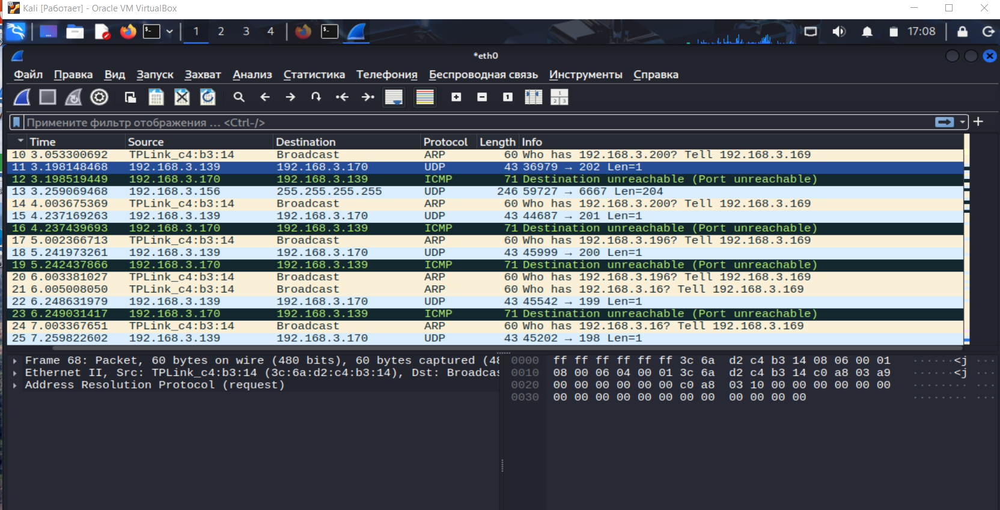 Kali [Работает] - Oracle VM VirtualBox
1 2 3 4 17:08
*eth0
Файл Правка Вид Запуск Захват Анализ Статистика Телефония Беспроводная связь Инструменты Справка
Примените фильтр отображения ... <Ctrl-/>
Time Source Destination Protocol Length Info
10 3.053300692 TPLink_c4:b3:14 Broadcast ARP 60 Who has 192.168.3.200? Tell 192.168.3.169
11 3.198148468 192.168.3.139 192.168.3.170 UDP 43 36979 → 202 Len=1
12 3.198519449 192.168.3.170 192.168.3.139 ICMP 71 Destination unreachable (Port unreachable)
13 3.259069468 192.168.3.156 255.255.255.255 UDP 246 59727 → 6667 Len=204
14 4.003675369 TPLink_c4:b3:14 Broadcast ARP 60 Who has 192.168.3.200? Tell 192.168.3.169
15 4.237169263 192.168.3.139 192.168.3.170 UDP 43 44687 → 201 Len=1
16 4.237439693 192.168.3.170 192.168.3.139 ICMP 71 Destination unreachable (Port unreachable)
17 5.002366713 TPLink_c4:b3:14 Broadcast ARP 60 Who has 192.168.3.196? Tell 192.168.3.169
18 5.241973261 192.168.3.139 192.168.3.170 UDP 43 45999 → 200 Len=1
19 5.242437866 192.168.3.170 192.168.3.139 ICMP 71 Destination unreachable (Port unreachable)
20 6.003381027 TPLink_c4:b3:14 Broadcast ARP 60 Who has 192.168.3.196? Tell 192.168.3.169
21 6.005008050 TPLink_c4:b3:14 Broadcast ARP 60 Who has 192.168.3.16? Tell 192.168.3.169
22 6.248631979 192.168.3.139 192.168.3.170 UDP 43 45542 → 199 Len=1
23 6.249031417 192.168.3.170 192.168.3.139 ICMP 71 Destination unreachable (Port unreachable)
24 7.003367651 TPLink_c4:b3:14 Broadcast ARP 60 Who has 192.168.3.16? Tell 192.168.3.169
25 7.259822602 192.168.3.139 192.168.3.170 UDP 43 45202 → 198 Len=1
Frame 68: Packet, 60 bytes on wire (480 bits), 60 bytes captured (48
Ethernet II, Src: TPLink_c4:b3:14 (3c:6a:d2:c4:b3:14), Dst: Broadcas
Address Resolution Protocol (request)
0000 ff ff ff ff ff ff 3c 6a d2 c4 b3 14 08 06 00 01 ······<j ···
0010 08 00 06 04 00 01 3c 6a d2 c4 b3 14 c0 a8 03 a9 ······<j ···
0020 00 00 00 00 00 00 c0 a8 03 10 00 00 00 00 00 00 ········ ···
0030 00 00 00 00 00 00 00 00 00 00 00 00 ········ ···